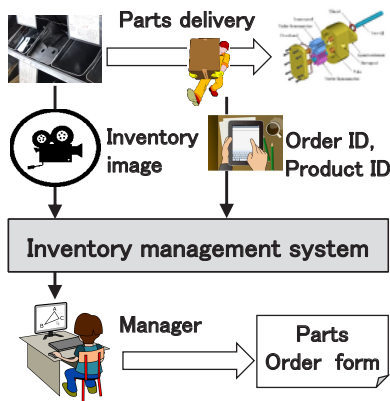 Parts delivery
Inventory
image
Order ID,
Product ID
Inventory management system
A
B
C
Manager
Parts
Order form